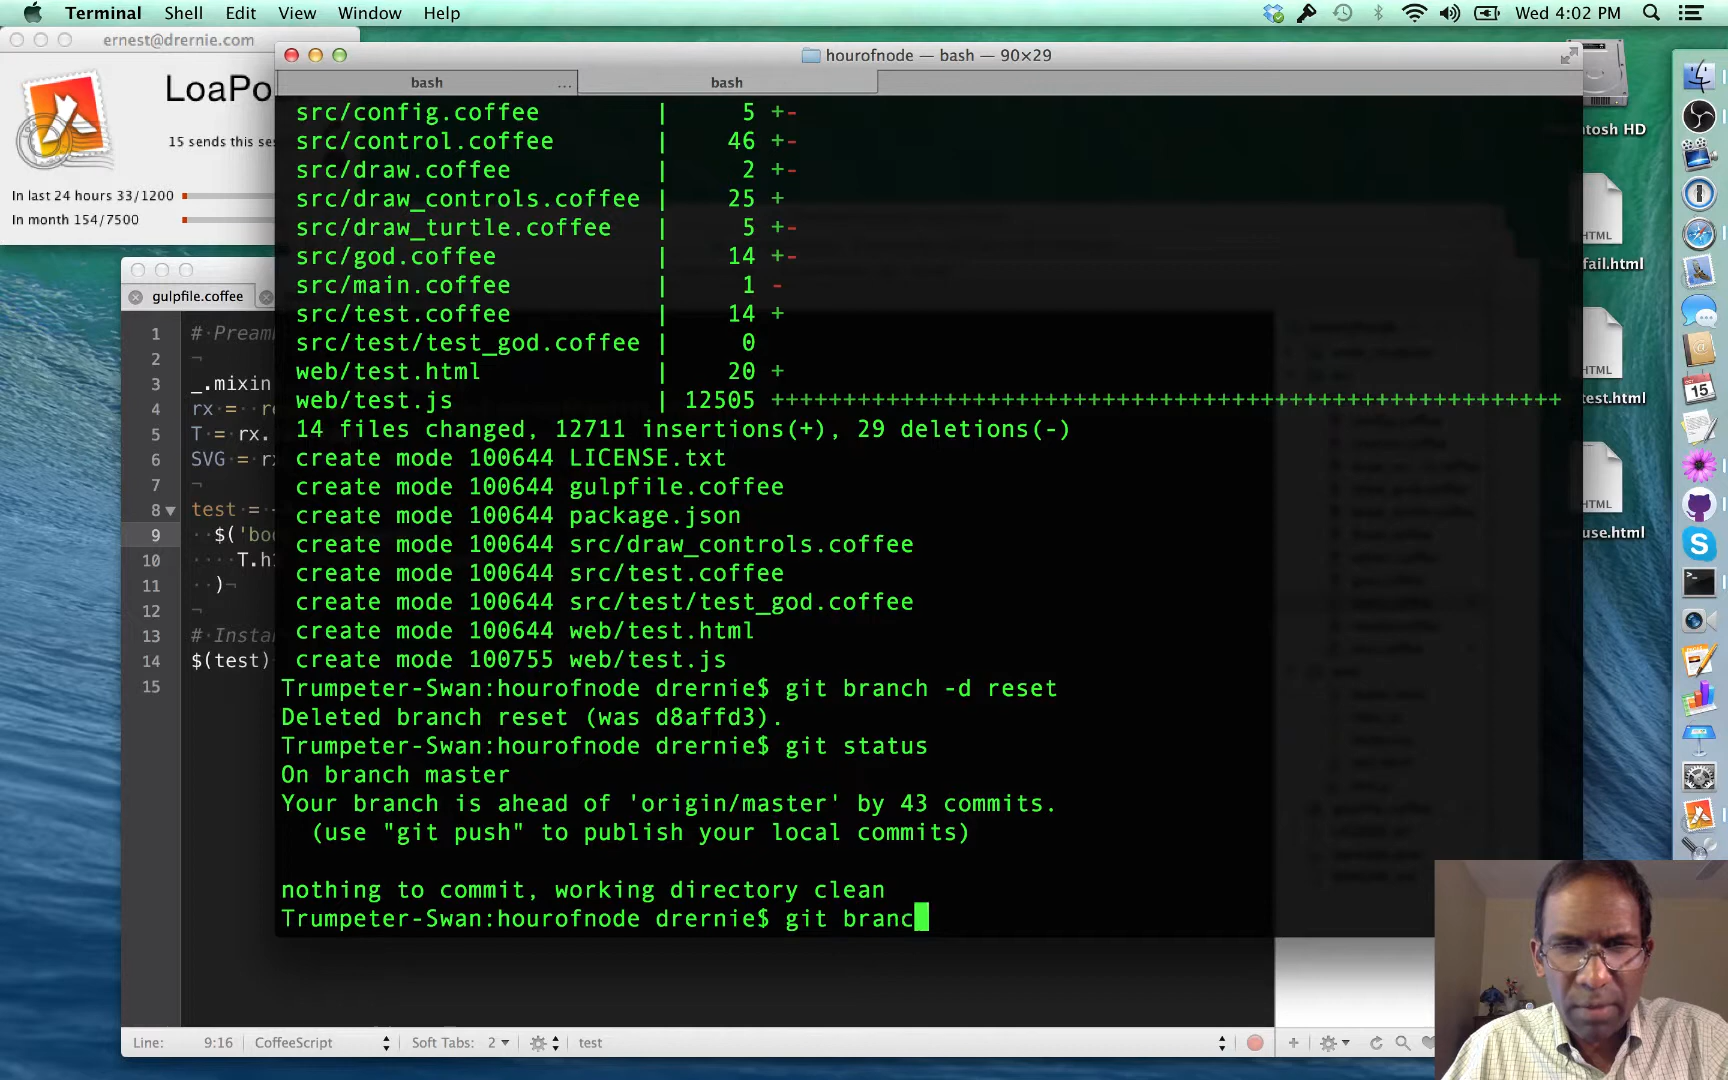 Terminal Shell Edit View Window Help Wed 4:02 PM
ernest@drernie.com
hourofnode — bash — 90×29
LoaPo
15 sends this ses
In last 24 hours 33/1200
In month 154/7500
bash ... bash
src/config.coffee | 5 +-
src/control.coffee | 46 +-
src/draw.coffee | 2 +-
src/draw_controls.coffee | 25 +
src/draw_turtle.coffee | 5 +-
src/god.coffee | 14 +-
src/main.coffee | 1 -
src/test.coffee | 14 +
src/test/test_god.coffee | 0
web/test.html | 20 +
web/test.js | 12505 +++++++++++++++++++++++++++++++++++++++++++++++++++++++
14 files changed, 12711 insertions(+), 29 deletions(-)
create mode 100644 LICENSE.txt
create mode 100644 gulpfile.coffee
create mode 100644 package.json
create mode 100644 src/draw_controls.coffee
create mode 100644 src/test.coffee
create mode 100644 src/test/test_god.coffee
create mode 100644 web/test.html
create mode 100755 web/test.js
Trumpeter-Swan:hourofnode drernie$ git branch -d reset
Deleted branch reset (was d8affd3).
Trumpeter-Swan:hourofnode drernie$ git status
On branch master
Your branch is ahead of 'origin/master' by 43 commits.
(use "git push" to publish your local commits)
nothing to commit, working directory clean
Trumpeter-Swan:hourofnode drernie$ git branc
gulpfile.coffee
1 # Pream
2 ¬
3 _.mixin
4 rx = re
5 T = rx.
6 SVG = rx
7 ¬
8 test = -
9 $('bod
10 T.h1
11 )¬
12 ¬
13 # Insta
14 $(test)
15
Line: 9:16 CoffeeScript Soft Tabs: 2 test
ntosh HD
HTML
fail.html
HTML
test.html
HTML
use.html